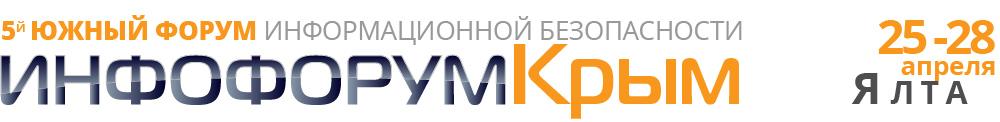 5й ЮЖНЫЙ ФОРУМ ИНФОРМАЦИОННОЙ БЕЗОПАСНОСТИ
ИНФОФОРУМКрым
25-28
апреля
ЯЛТА